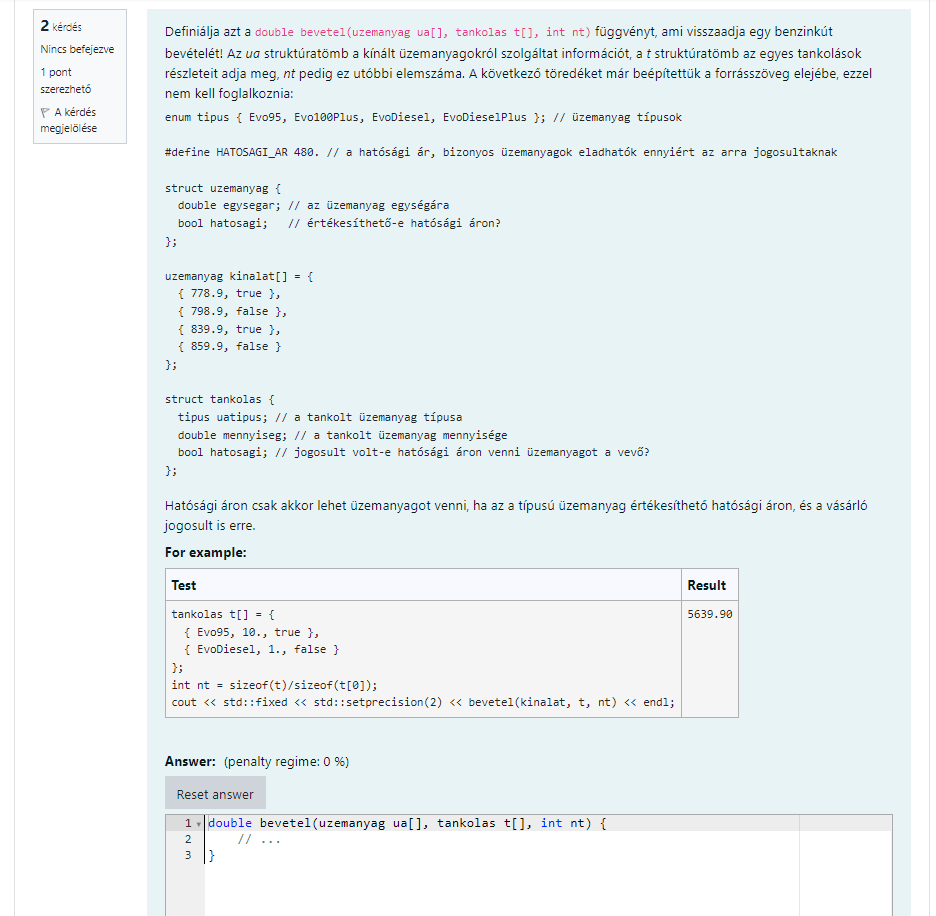 2 kérdés
Nincs befejezve
1 pont
szerezhető
A kérdés
megjelölése
Definiálja azt a double bevetel(uzemanyag ua[], tankolas t[], int nt) függvényt, ami visszaadja egy benzinkút
bevételét! Az ua struktúratömb a kínált üzemanyagokról szolgáltat információt, a t struktúratömb az egyes tankolások
részleteit adja meg, nt pedig ez utóbbi elemszáma. A következő töredéket már beépítettük a forrásszöveg elejébe, ezzel
nem kell foglalkoznia:
enum tipus { Evo95, Evo100Plus, EvoDiesel, EvoDieselPlus }; // üzemanyag típusok
#define HATOSAGI_AR 480. // a hatósági ár, bizonyos üzemanyagok eladhatók ennyiért az arra jogosultaknak
struct uzemanyag {
  double egysegar; // az üzemanyag egységára
  bool hatosagi;   // értékesíthető-e hatósági áron?
};
uzemanyag kinalat[] = {
  { 778.9, true },
  { 798.9, false },
  { 839.9, true },
  { 859.9, false }
};
struct tankolas {
  tipus uatipus; // a tankolt üzemanyag típusa
  double mennyiseg; // a tankolt üzemanyag mennyisége
  bool hatosagi; // jogosult volt-e hatósági áron venni üzemanyagot a vevő?
};
Hatósági áron csak akkor lehet üzemanyagot venni, ha az a típusú üzemanyag értékesíthető hatósági áron, és a vásárló
jogosult is erre.
For example:
Test Result
tankolas t[] = { 5639.90
  { Evo95, 10., true },
  { EvoDiesel, 1., false }
};
int nt = sizeof(t)/sizeof(t[0]);
cout << std::fixed << std::setprecision(2) << bevetel(kinalat, t, nt) << endl;
Answer: (penalty regime: 0 %)
Reset answer
1 double bevetel(uzemanyag ua[], tankolas t[], int nt) {
2     // ...
3 }